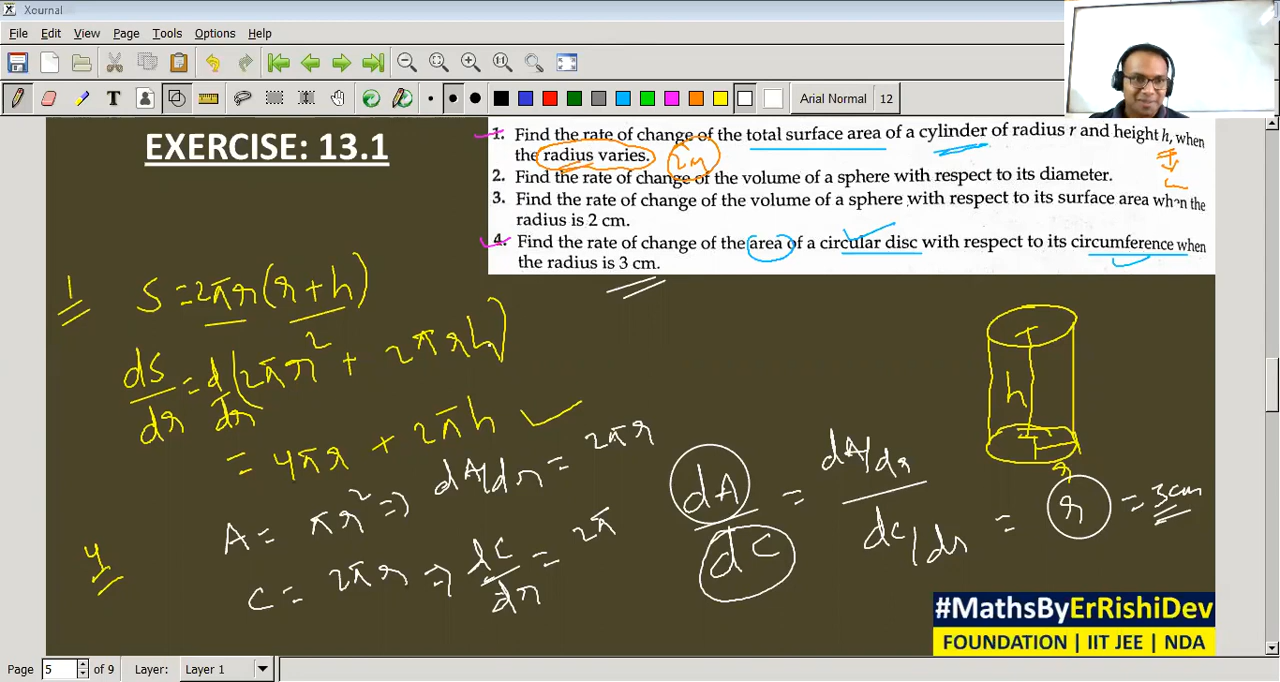 Xournal
File Edit View Page Tools Options Help
Arial Normal 12
EXERCISE: 13.1
1. Find the rate of change of the total surface area of a cylinder of radius r and height h, when
the radius varies. 2m
2. Find the rate of change of the volume of a sphere with respect to its diameter.
3. Find the rate of change of the volume of a sphere with respect to its surface area when the
radius is 2 cm.
4. Find the rate of change of the area of a circular disc with respect to its circumference when
the radius is 3 cm.
1 S = 2πr(r + h)
dS/dr = d/dr (2πr² + 2πrh)
= 4πr + 2πh
4 A = πr² ⇒ dA/dr = 2πr
C = 2πr ⇒ dC/dr = 2π
dA/dC = (dA/dr)/(dC/dr) = r = 3 cm
h
r
#MathsByErRishiDev
FOUNDATION | IIT JEE | NDA
Page 5 of 9 Layer: Layer 1